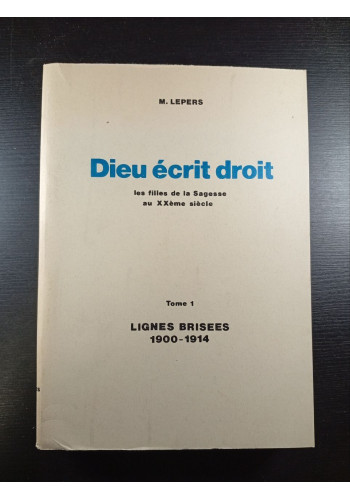 M. LEPERS
Dieu écrit droit
les filles de la Sagesse
au XXème siècle
Tome 1
LIGNES BRISEES
1900-1914